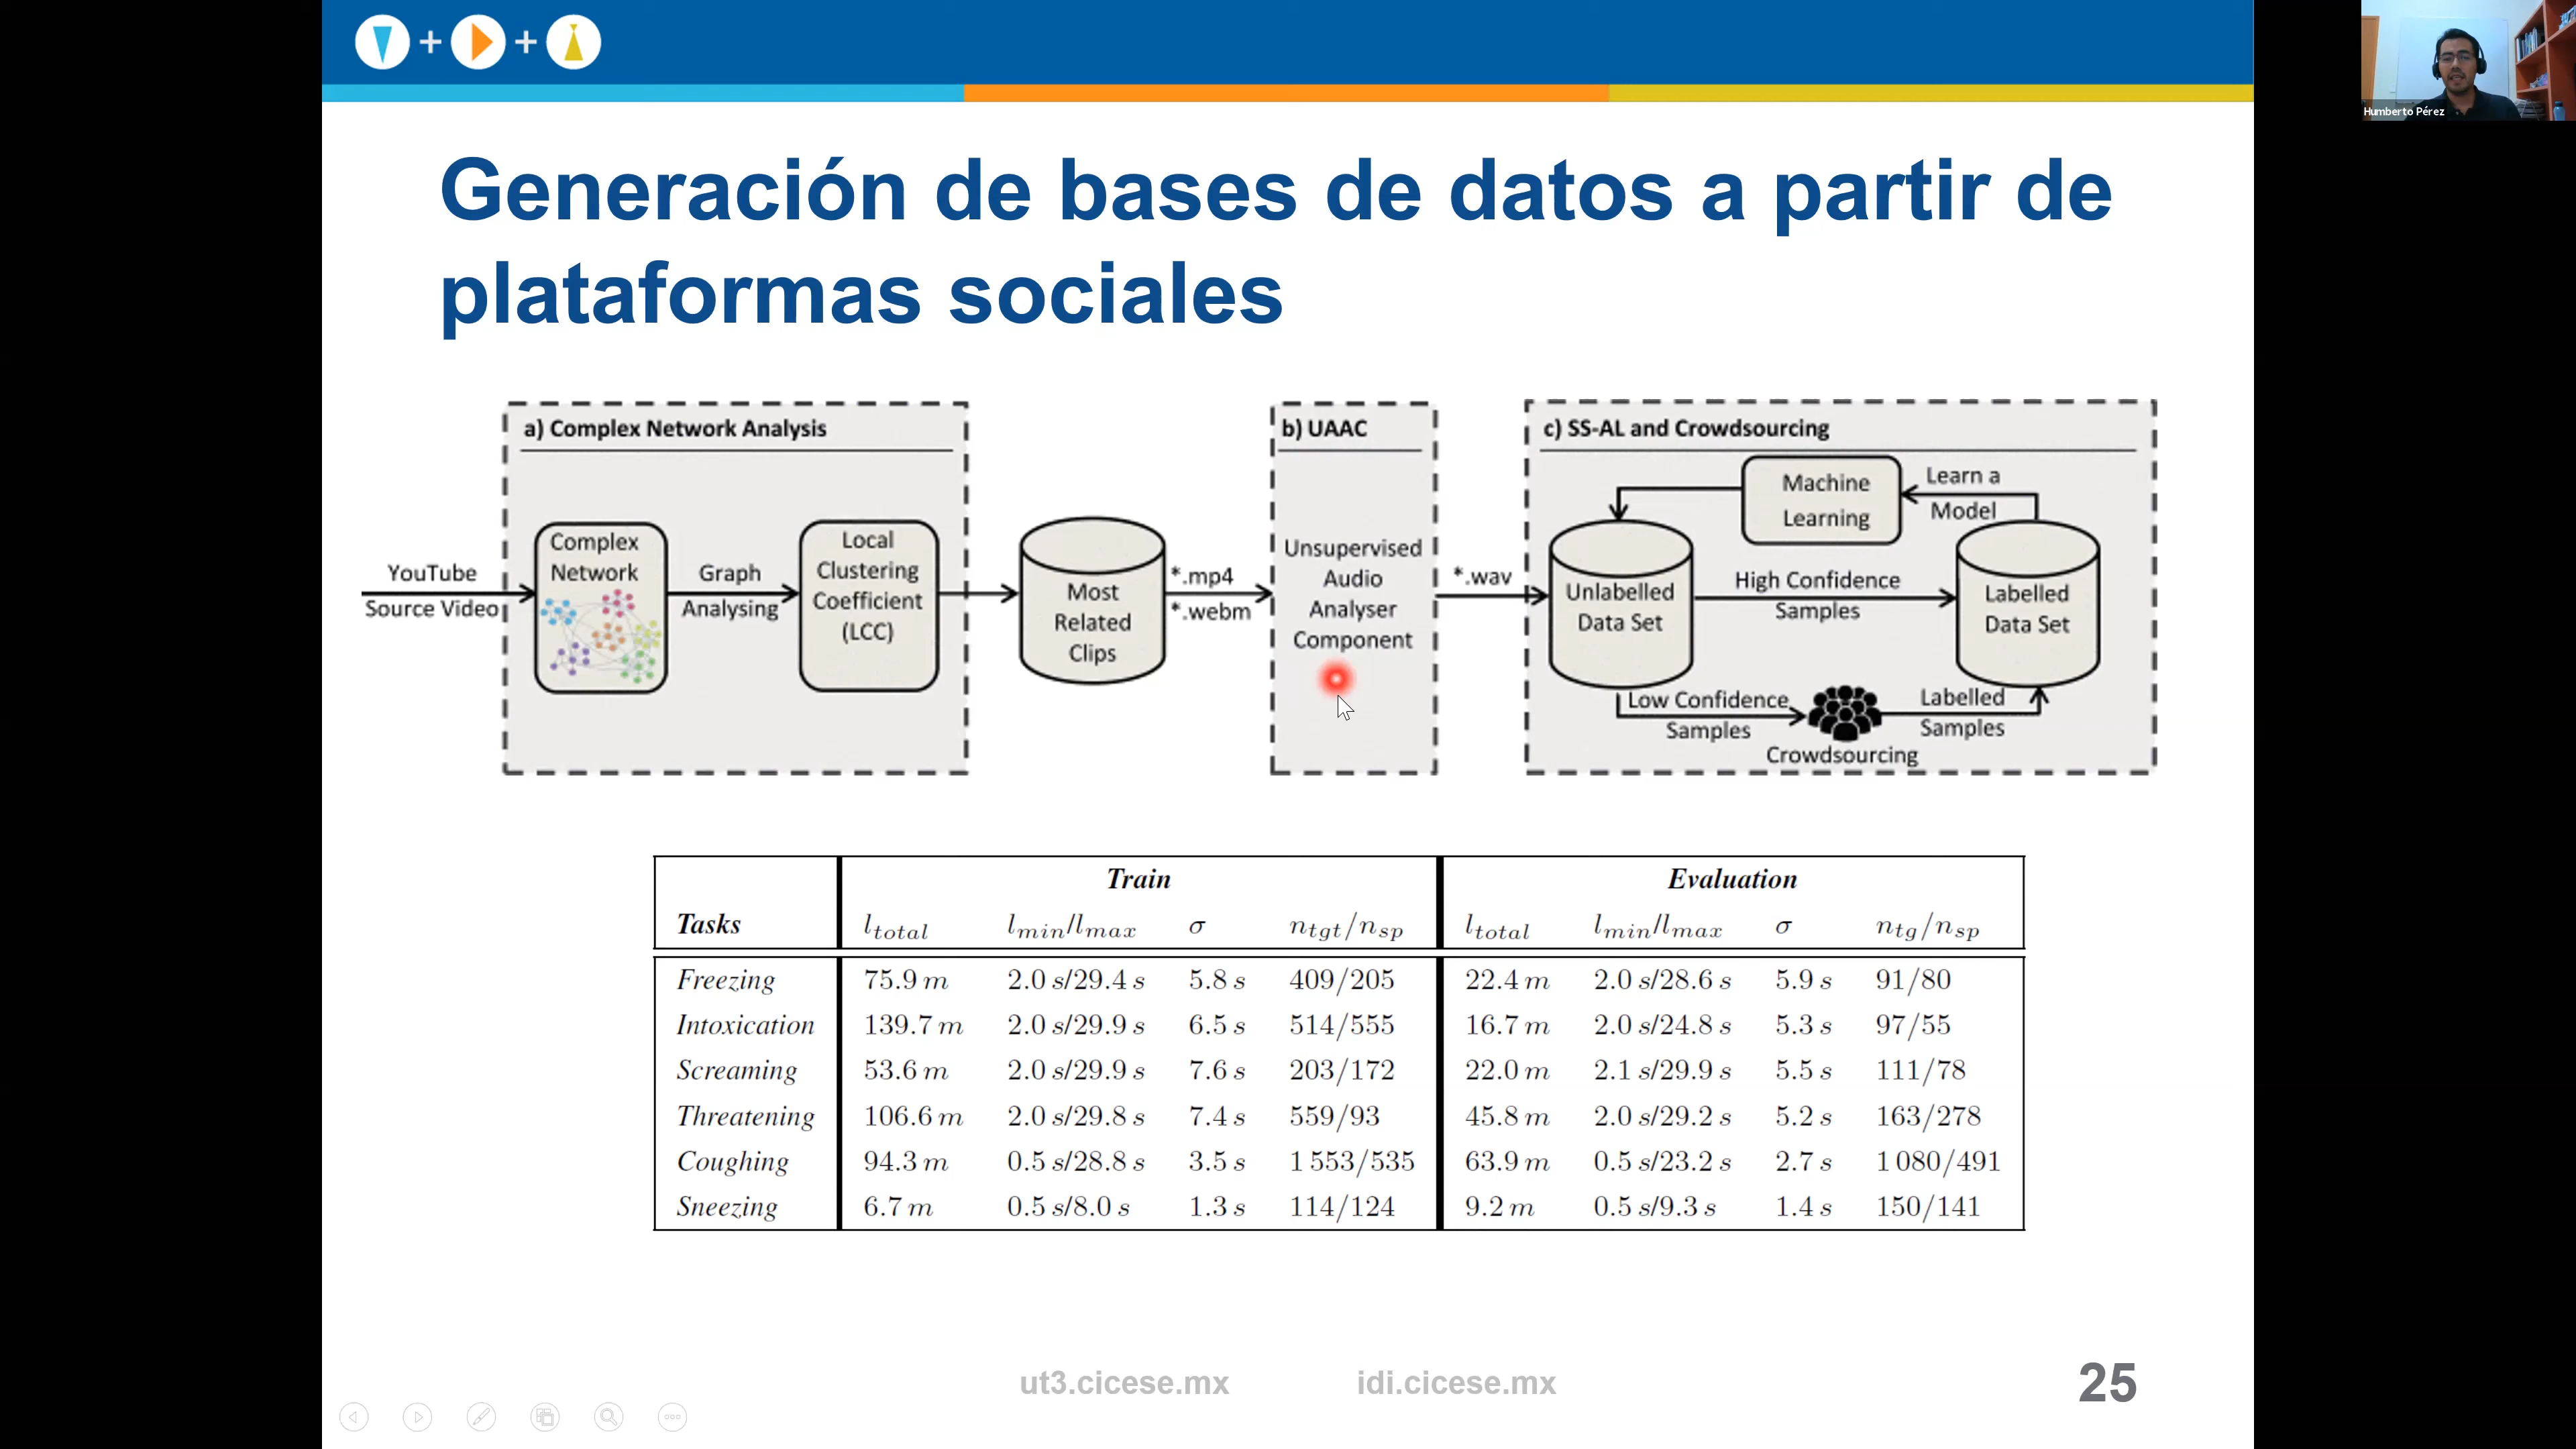 Humberto Pérez
Generación de bases de datos a partir de
plataformas sociales
a) Complex Network Analysis
YouTube
Source Video
Complex
Network
Graph
Analysing
Local
Clustering
Coefficient
(LCC)
Most
Related
Clips
*.mp4
*.webm
b) UAAC
Unsupervised
Audio
Analyser
Component
*.wav
c) SS-AL and Crowdsourcing
Machine
Learning
Learn a
Model
Unlabelled
Data Set
High Confidence
Samples
Labelled
Data Set
Low Confidence
Samples
Crowdsourcing
Labelled
Samples
Train Evaluation
Tasks l_total l_min/l_max σ n_tgt/n_sp l_total l_min/l_max σ n_tg/n_sp
Freezing 75.9 m 2.0 s/29.4 s 5.8 s 409/205 22.4 m 2.0 s/28.6 s 5.9 s 91/80
Intoxication 139.7 m 2.0 s/29.9 s 6.5 s 514/555 16.7 m 2.0 s/24.8 s 5.3 s 97/55
Screaming 53.6 m 2.0 s/29.9 s 7.6 s 203/172 22.0 m 2.1 s/29.9 s 5.5 s 111/78
Threatening 106.6 m 2.0 s/29.8 s 7.4 s 559/93 45.8 m 2.0 s/29.2 s 5.2 s 163/278
Coughing 94.3 m 0.5 s/28.8 s 3.5 s 1 553/535 63.9 m 0.5 s/23.2 s 2.7 s 1 080/491
Sneezing 6.7 m 0.5 s/8.0 s 1.3 s 114/124 9.2 m 0.5 s/9.3 s 1.4 s 150/141
ut3.cicese.mx idi.cicese.mx
25